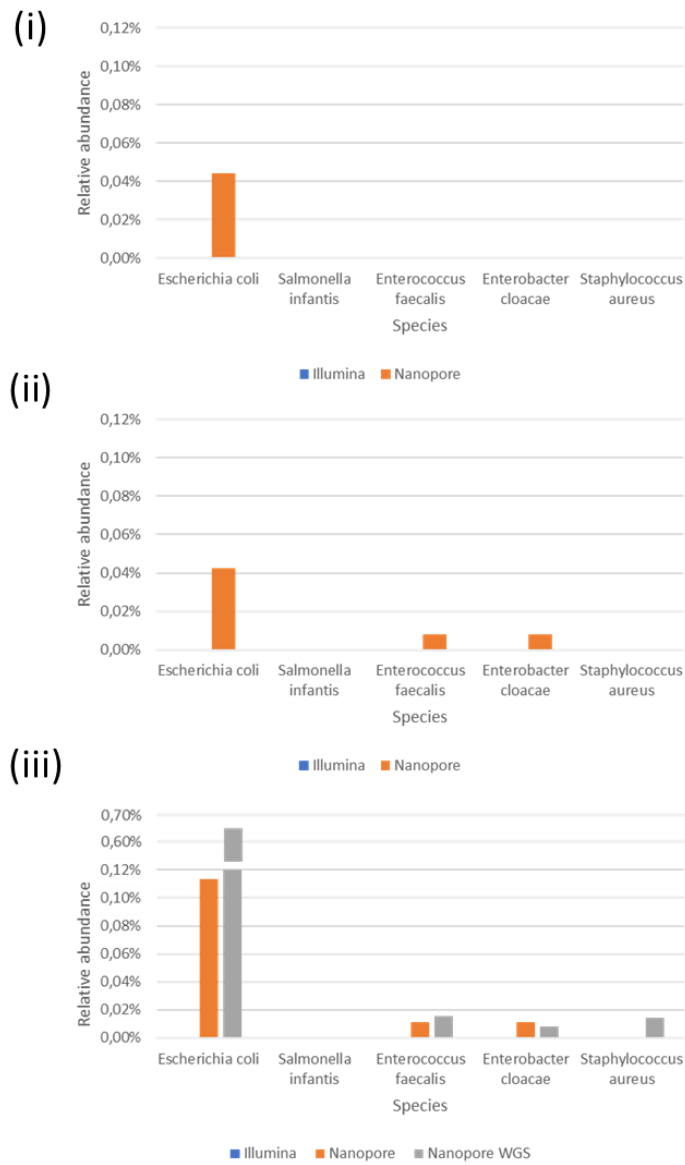 (i)
0,12%
0,10%
0,08%
0,06%
0,04%
0,02%
0,00%
Relative abundance
Escherichia coli Salmonella infantis Enterococcus faecalis Enterobacter cloacae Staphylococcus aureus
Species
Illumina Nanopore
(ii)
0,12%
0,10%
0,08%
0,06%
0,04%
0,02%
0,00%
Relative abundance
Escherichia coli Salmonella infantis Enterococcus faecalis Enterobacter cloacae Staphylococcus aureus
Species
Illumina Nanopore
(iii)
0,70%
0,60%
0,12%
0,10%
0,08%
0,06%
0,04%
0,02%
0,00%
Relative abundance
Escherichia coli Salmonella infantis Enterococcus faecalis Enterobacter cloacae Staphylococcus aureus
Species
Illumina Nanopore Nanopore WGS